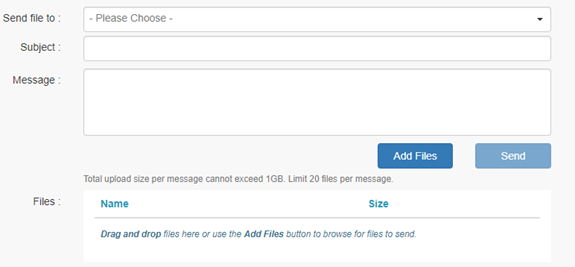 Send file to :
- Please Choose -
Subject :
Message :
Add Files
Send
Total upload size per message cannot exceed 1GB. Limit 20 files per message.
Files :
Name
Size
Drag and drop files here or use the Add Files button to browse for files to send.